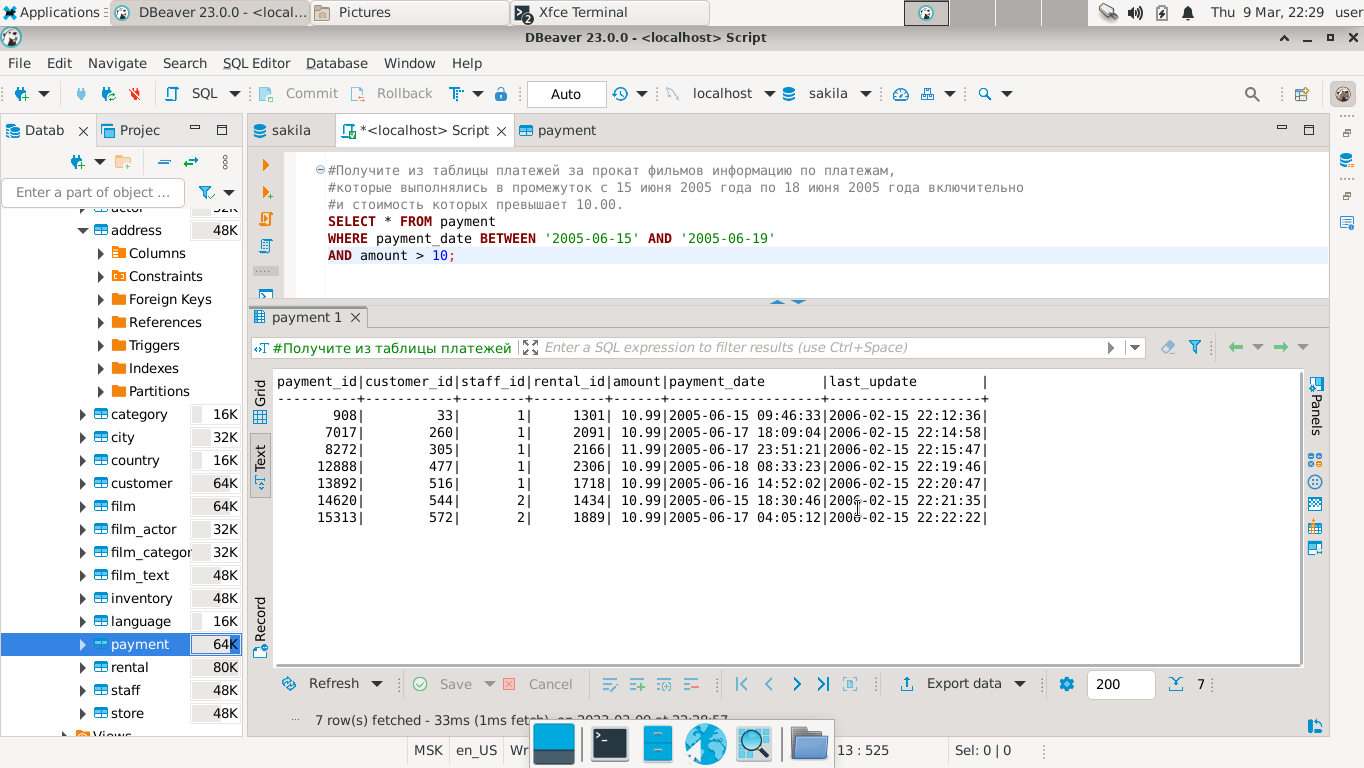 Applications DBeaver 23.0.0 - <local... Pictures Xfce Terminal Thu 9 Mar, 22:29 user
DBeaver 23.0.0 - <localhost> Script
File Edit Navigate Search SQL Editor Database Window Help
SQL Commit Rollback Auto localhost sakila
Datab Projec
Enter a part of object ...
actor 32K
address 48K
Columns
Constraints
Foreign Keys
References
Triggers
Indexes
Partitions
category 16K
city 32K
country 16K
customer 64K
film 64K
film_actor 32K
film_categor 32K
film_text 48K
inventory 48K
language 16K
payment 64K
rental 80K
staff 48K
store 48K
Views
sakila *<localhost> Script payment
#Получите из таблицы платежей за прокат фильмов информацию по платежам,
#которые выполнялись в промежуток с 15 июня 2005 года по 18 июня 2005 года включительно
#и стоимость которых превышает 10.00.
SELECT * FROM payment
WHERE payment_date BETWEEN '2005-06-15' AND '2005-06-19'
AND amount > 10;
payment 1
#Получите из таблицы платежей Enter a SQL expression to filter results (use Ctrl+Space)
Grid
Text
Record
payment_id|customer_id|staff_id|rental_id|amount|payment_date |last_update |
----------+-----------+--------+---------+------+-------------------+-------------------+
908| 33| 1| 1301| 10.99|2005-06-15 09:46:33|2006-02-15 22:12:36|
7017| 260| 1| 2091| 10.99|2005-06-17 18:09:04|2006-02-15 22:14:58|
8272| 305| 1| 2166| 11.99|2005-06-17 23:51:21|2006-02-15 22:15:47|
12888| 477| 1| 2306| 10.99|2005-06-18 08:33:23|2006-02-15 22:19:46|
13892| 516| 1| 1718| 10.99|2005-06-16 14:52:02|2006-02-15 22:20:47|
14620| 544| 2| 1434| 10.99|2005-06-15 18:30:46|2006-02-15 22:21:35|
15313| 572| 2| 1889| 10.99|2005-06-17 04:05:12|2006-02-15 22:22:22|
Panels
Refresh Save Cancel Export data 200 7
7 row(s) fetched - 33ms (1ms fetch), on 2023-03-09 at 22:28:57
MSK en_US Wr 13 : 525 Sel: 0 | 0